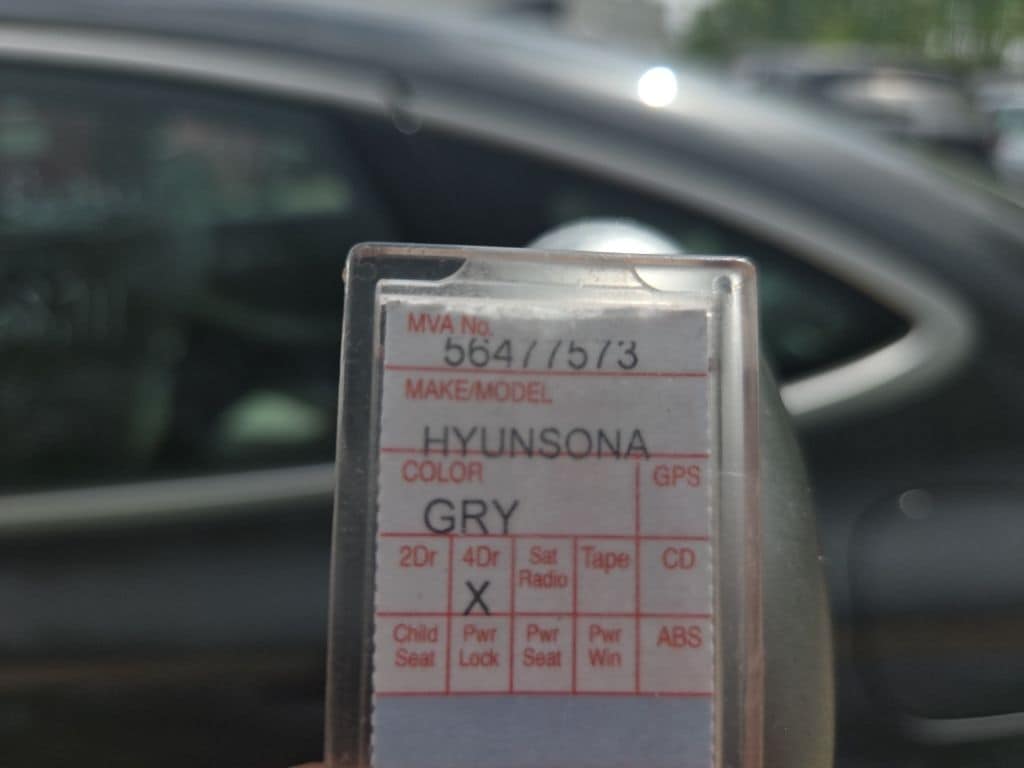 MVA No.
56477573
MAKE/MODEL
HYUNSONA
COLOR GPS
GRY
2Dr 4Dr Sat Radio Tape CD
X
Child Seat Pwr Lock Pwr Seat Pwr Win ABS